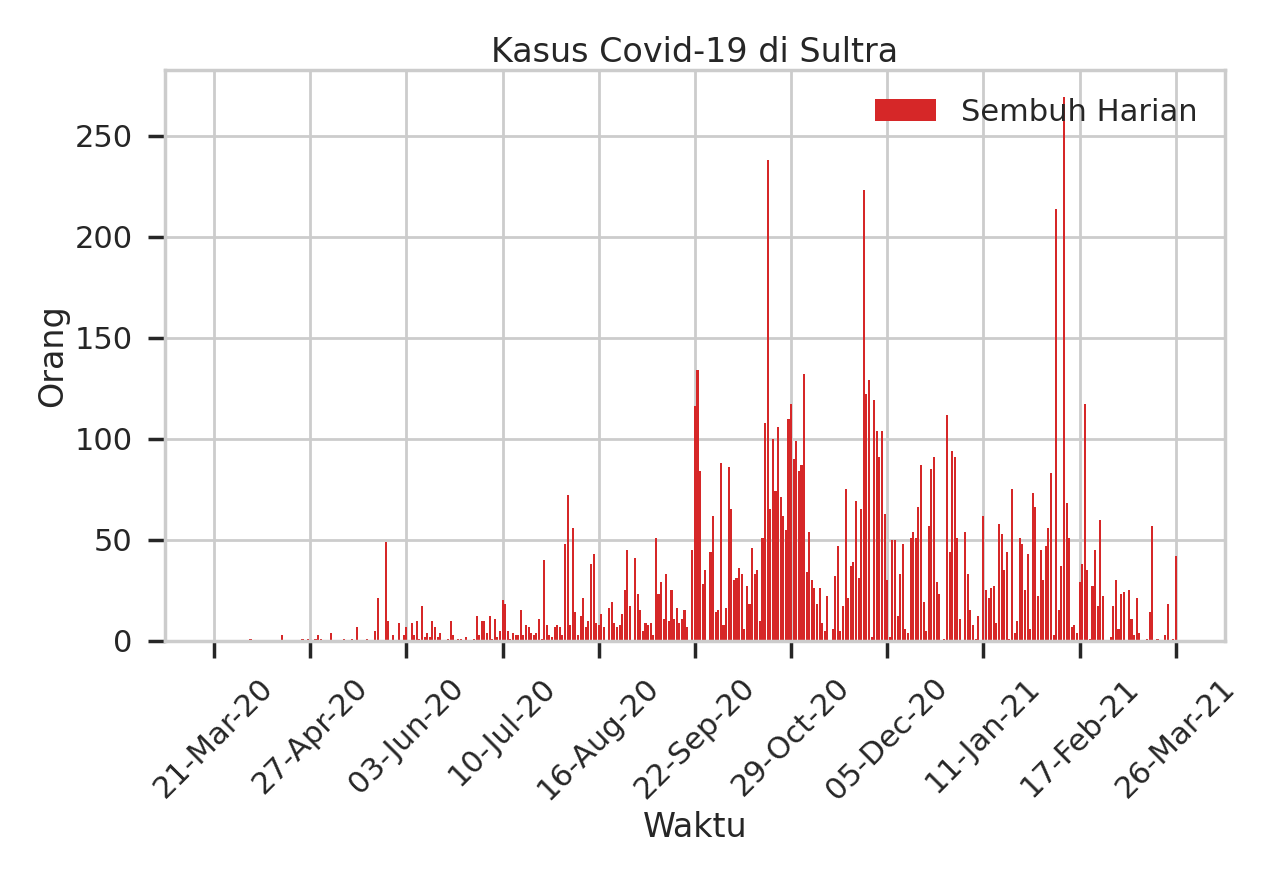 Kasus Covid-19 di Sultra
Sembuh Harian
Orang
250
200
150
100
50
0
21-Mar-20
27-Apr-20
03-Jun-20
10-Jul-20
16-Aug-20
22-Sep-20
29-Oct-20
05-Dec-20
11-Jan-21
17-Feb-21
26-Mar-21
Waktu